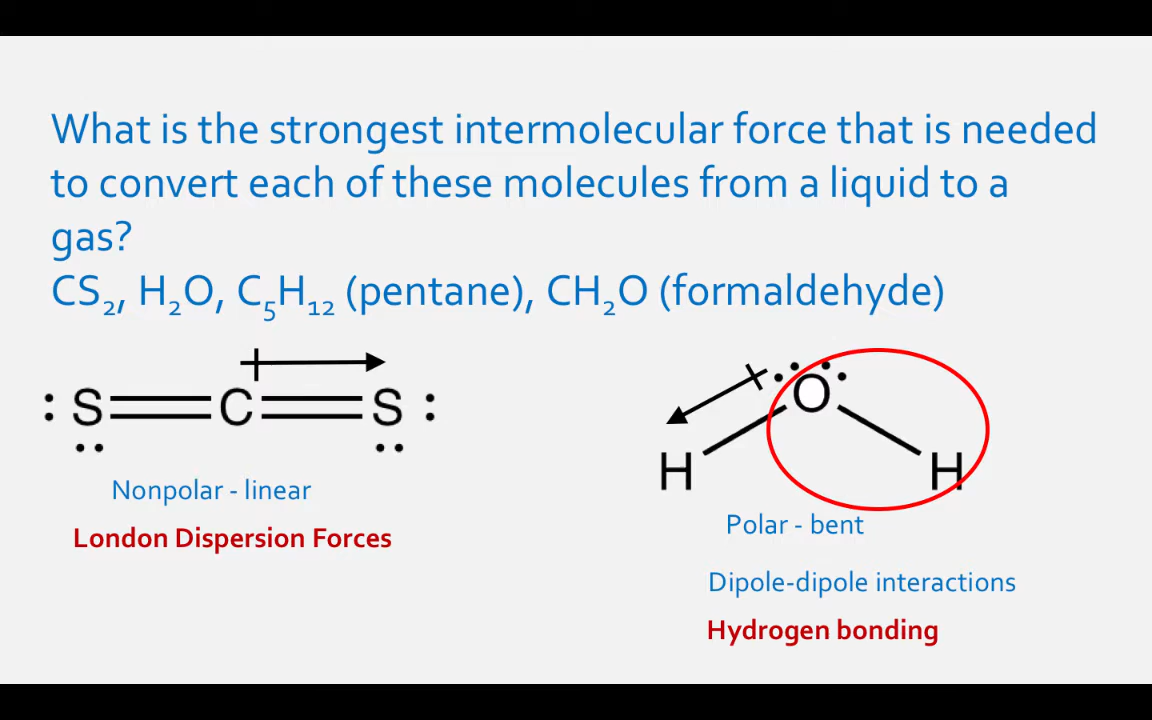 What is the strongest intermolecular force that is needed
to convert each of these molecules from a liquid to a
gas?
CS₂, H₂O, C₅H₁₂ (pentane), CH₂O (formaldehyde)
:S=C=S:
O
H H
Nonpolar - linear
Polar - bent
London Dispersion Forces
Dipole-dipole interactions
Hydrogen bonding